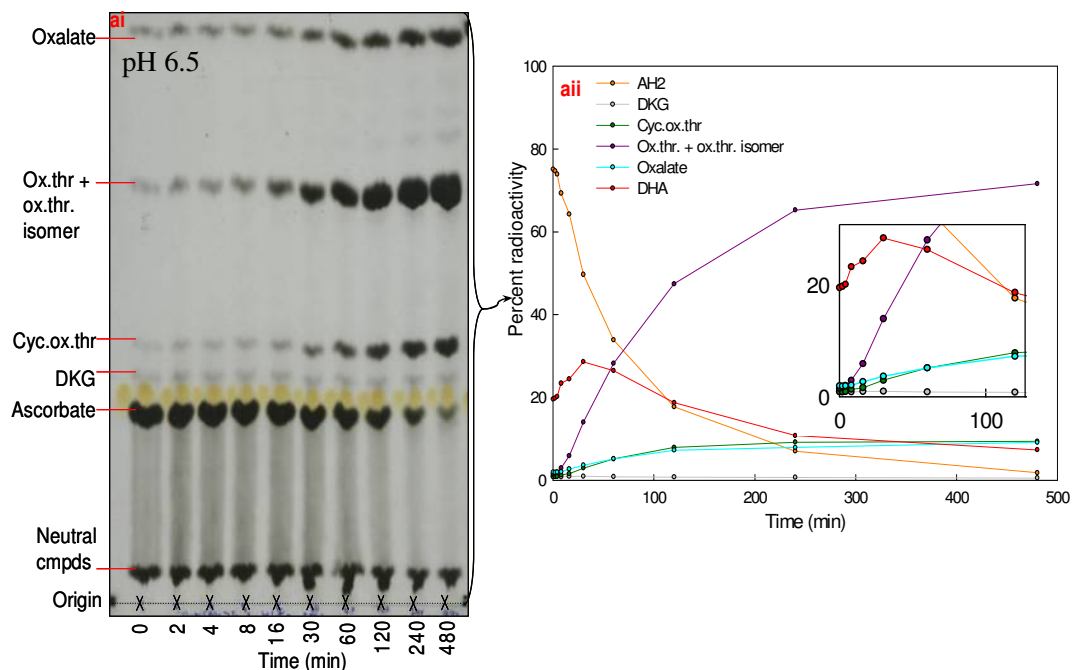 ai
pH 6.5
Oxalate
Ox.thr +
ox.thr.
isomer
Cyc.ox.thr
DKG
Ascorbate
Neutral
cmpds
Origin
X X X X X X X X X X
0 2 4 8 16 30 60 120 240 480
Time (min)
aii
Percent radioactivity
100
80
60
40
20
0
AH2
DKG
Cyc.ox.thr
Ox.thr. + ox.thr. isomer
Oxalate
DHA
20
0
0 100
0 100 200 300 400 500
Time (min)